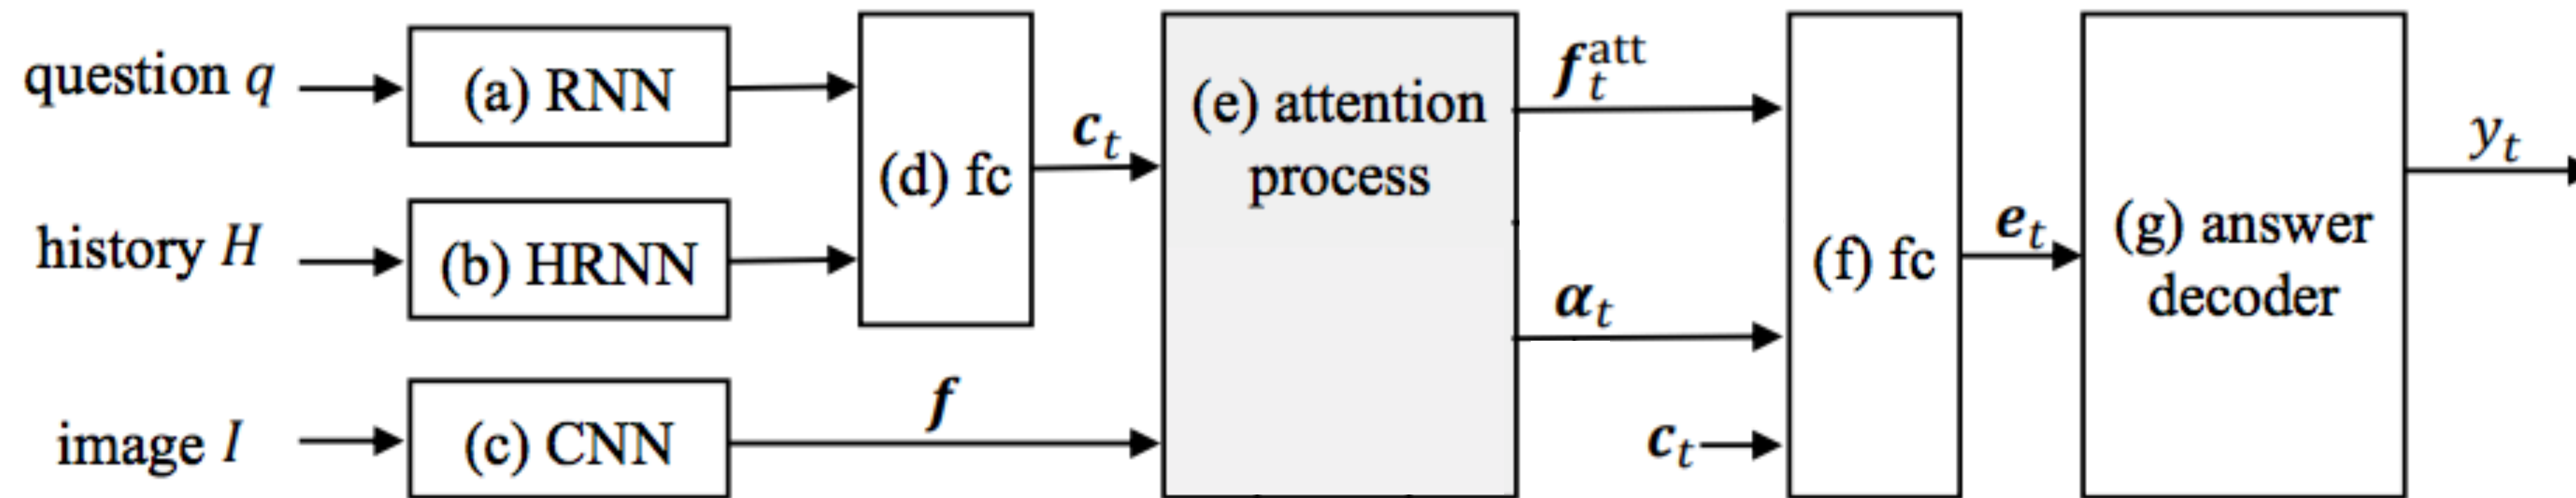 question q
(a) RNN
history H
(b) HRNN
image I
(c) CNN
(d) fc
c_t
f
(e) attention
process
f_t^att
α_t
c_t
(f) fc
e_t
(g) answer
decoder
y_t